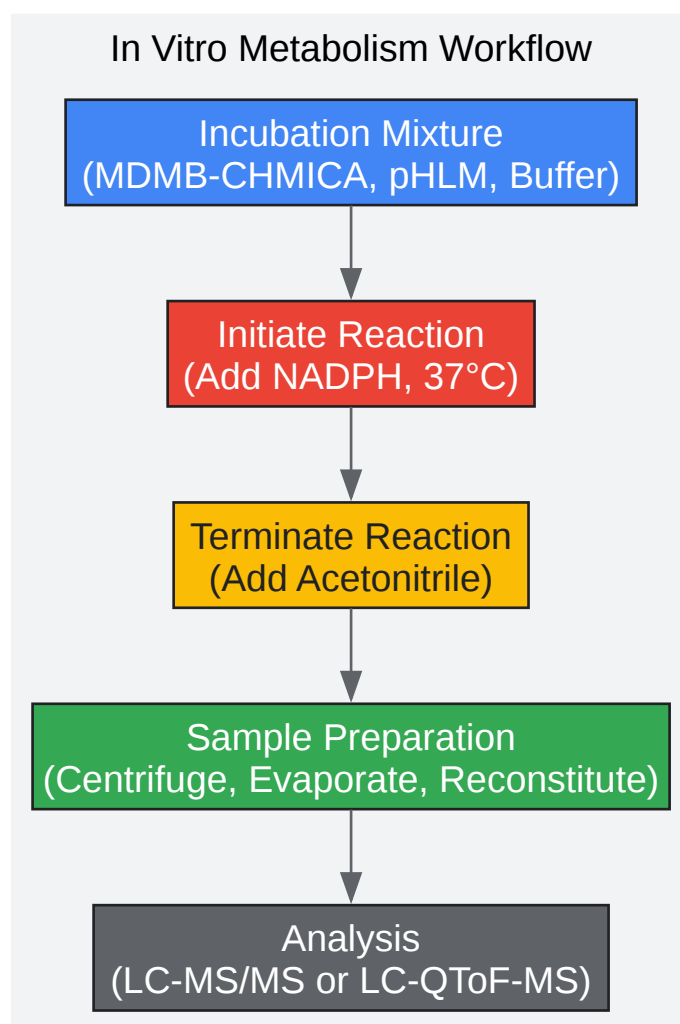 In Vitro Metabolism Workflow
Incubation Mixture
(MDMB-CHMICA, pHLM, Buffer)
Initiate Reaction
(Add NADPH, 37°C)
Terminate Reaction
(Add Acetonitrile)
Sample Preparation
(Centrifuge, Evaporate, Reconstitute)
Analysis
(LC-MS/MS or LC-QToF-MS)